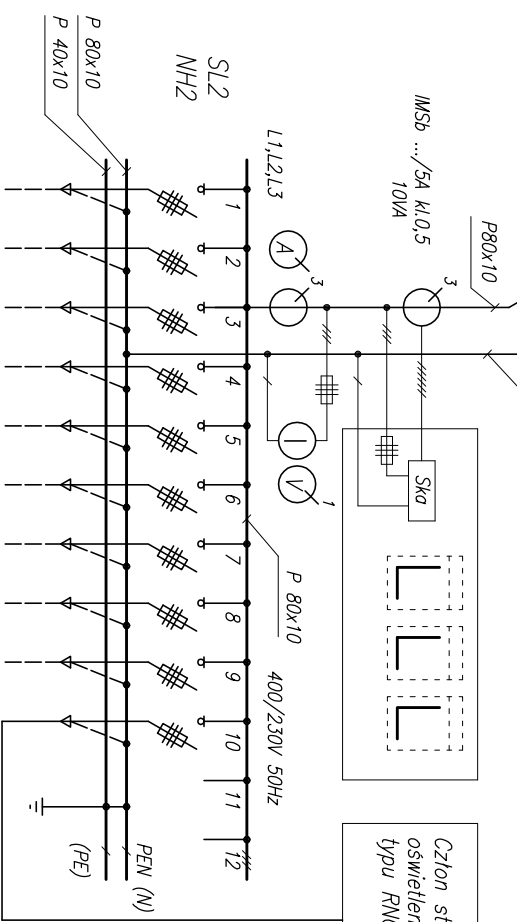 P 80x10
P 40x10
SL2
NH2
IMSb .../5A kl.0,5
10VA
P80x10
L1,L2,L3
A
3
3
Ska
V
1
P 80x10
400/230V 50Hz
1
2
3
4
5
6
7
8
9
10
11
12
PEN (N)
(PE)
Człon
oświetlen
typu